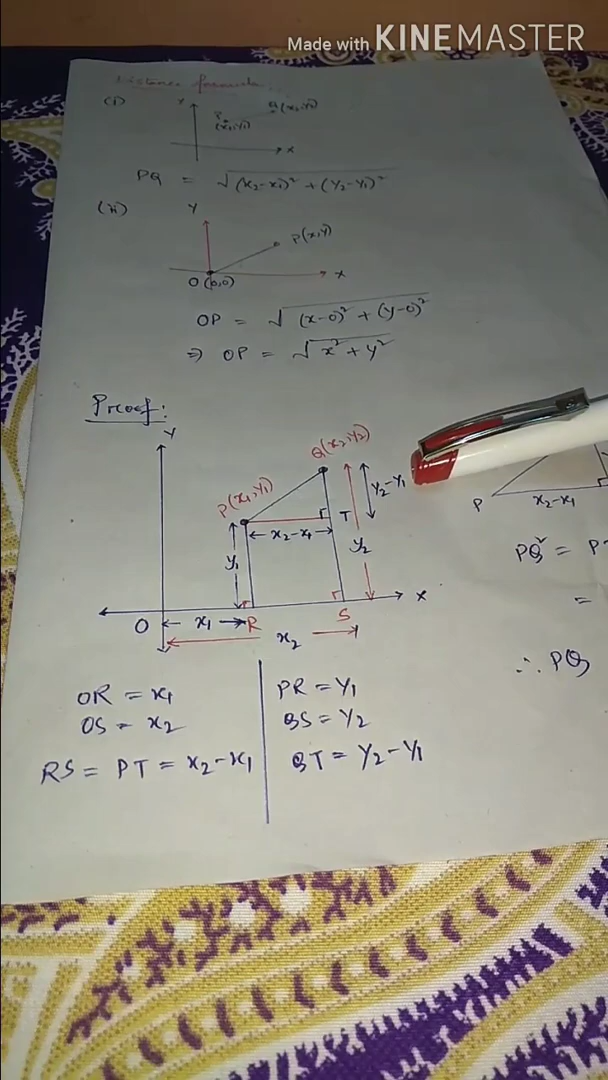 Made with KINEMASTER
Distance formula
(i)
Y
P
(x₁,y₁)
Q(x₂,y₂)
X
PQ = √(x₂-x₁)² + (y₂-y₁)²
(ii)
Y
P(x,y)
O (0,0)
X
OP = √(x-0)² + (y-0)²
⇒ OP = √x² + y²
Proof:
Y
Q(x₂,y₂)
P(x₁,y₁)
y₂-y₁
T
x₂-x₁
y₁
y₂
X
O
x₁
R
S
x₂
OR = x₁
OS = x₂
RS = PT = x₂-x₁
PR = y₁
QS = y₂
QT = y₂-y₁
P
x₂-x₁
PQ² = P
=
∴ PQ